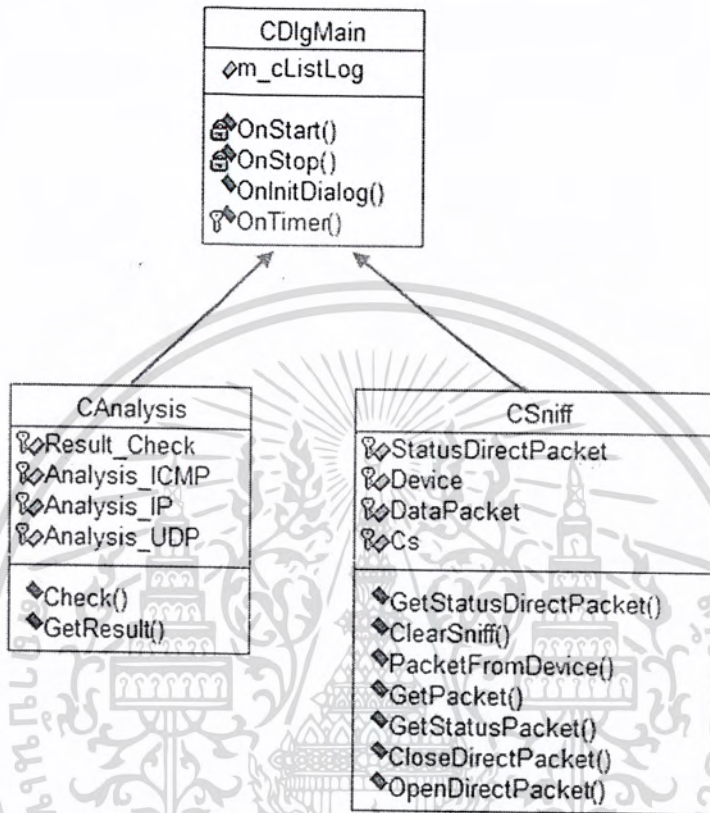 CDlgMain
m_cListLog
OnStart()
OnStop()
OnInitDialog()
OnTimer()
CAnalysis
Result_Check
Analysis_ICMP
Analysis_IP
Analysis_UDP
Check()
GetResult()
CSniff
StatusDirectPacket
Device
DataPacket
Cs
GetStatusDirectPacket()
ClearSniff()
PacketFromDevice()
GetPacket()
GetStatusPacket()
CloseDirectPacket()
OpenDirectPacket()